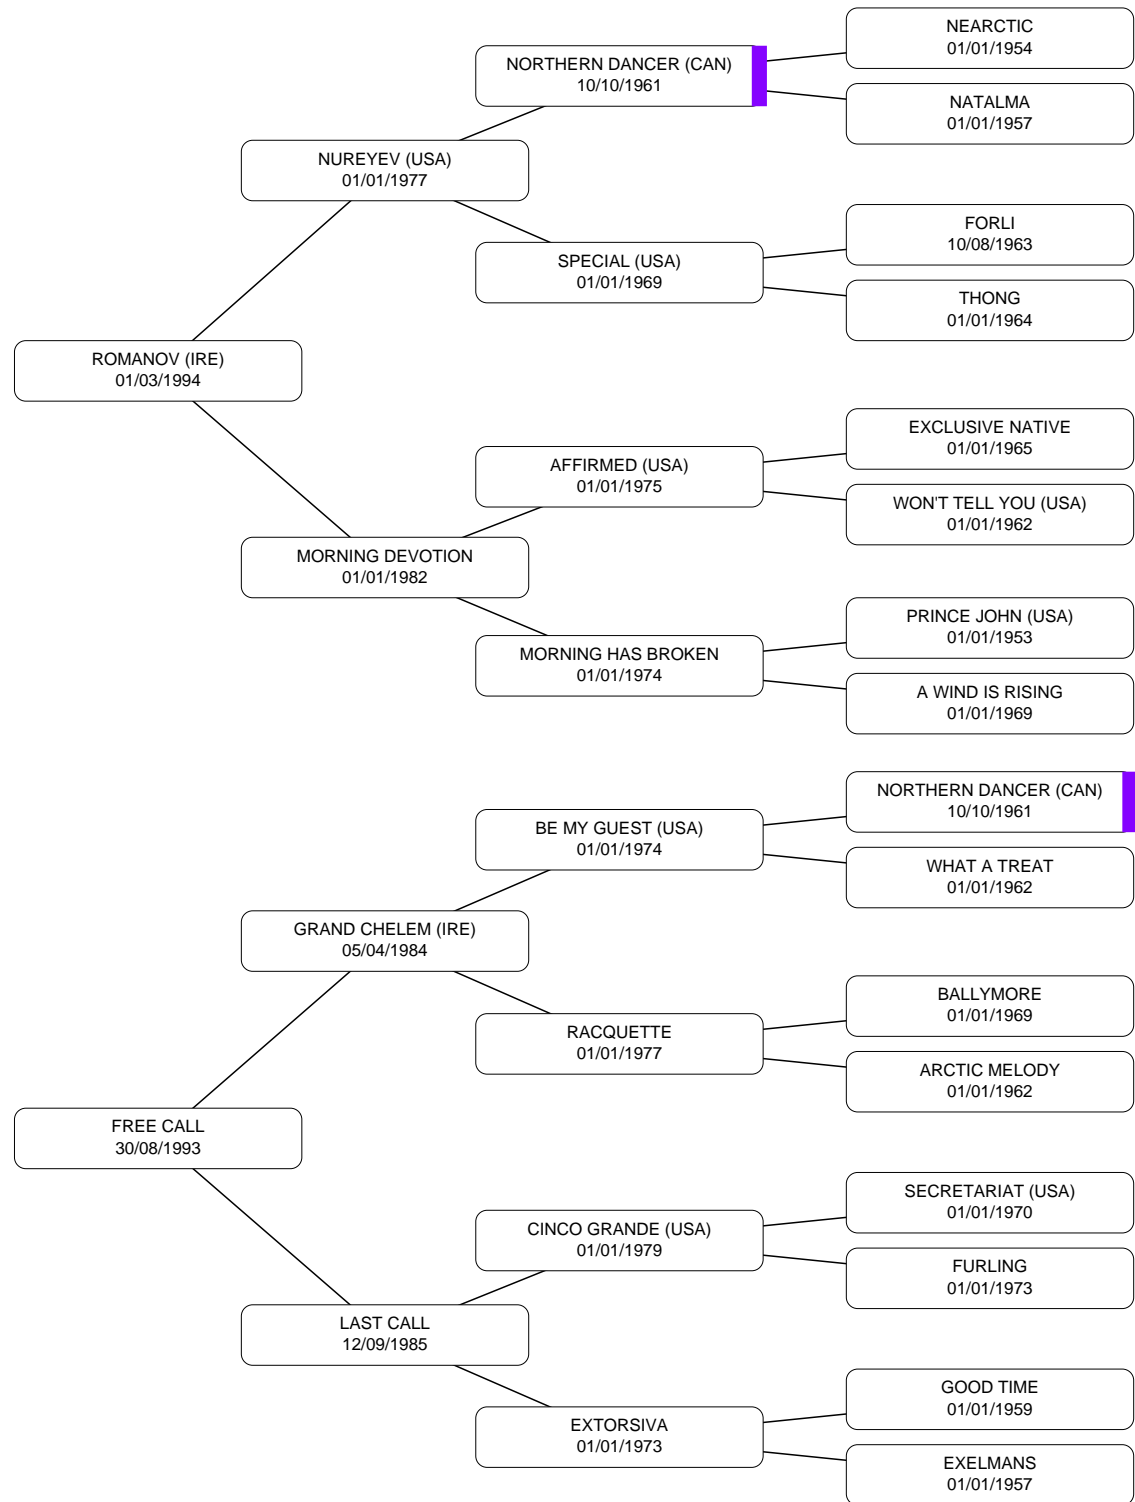 NEARCTIC
01/01/1954
NORTHERN DANCER (CAN)
10/10/1961
NATALMA
01/01/1957
NUREYEV (USA)
01/01/1977
FORLI
10/08/1963
SPECIAL (USA)
01/01/1969
THONG
01/01/1964
ROMANOV (IRE)
01/03/1994
EXCLUSIVE NATIVE
01/01/1965
AFFIRMED (USA)
01/01/1975
WON'T TELL YOU (USA)
01/01/1962
MORNING DEVOTION
01/01/1982
PRINCE JOHN (USA)
01/01/1953
MORNING HAS BROKEN
01/01/1974
A WIND IS RISING
01/01/1969
NORTHERN DANCER (CAN)
10/10/1961
BE MY GUEST (USA)
01/01/1974
WHAT A TREAT
01/01/1962
GRAND CHELEM (IRE)
05/04/1984
BALLYMORE
01/01/1969
RACQUETTE
01/01/1977
ARCTIC MELODY
01/01/1962
FREE CALL
30/08/1993
SECRETARIAT (USA)
01/01/1970
CINCO GRANDE (USA)
01/01/1979
FURLING
01/01/1973
LAST CALL
12/09/1985
GOOD TIME
01/01/1959
EXTORSIVA
01/01/1973
EXELMANS
01/01/1957